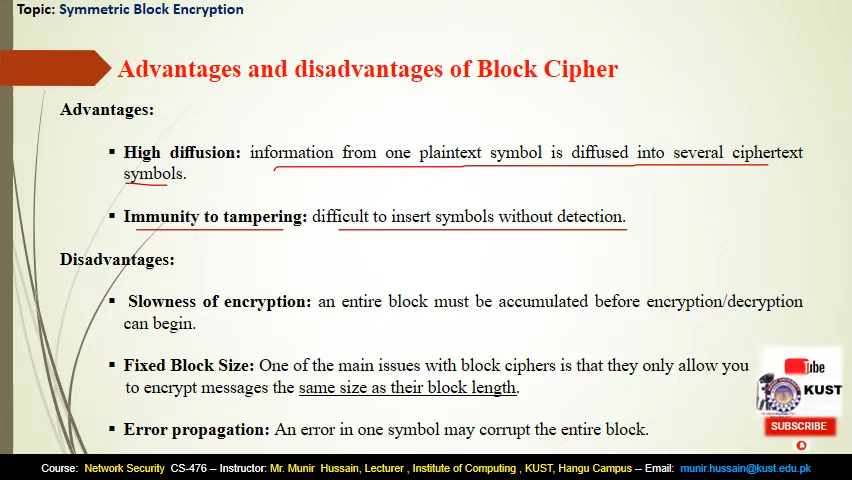 Topic: Symmetric Block Encryption
Advantages and disadvantages of Block Cipher
Advantages:
▪ High diffusion: information from one plaintext symbol is diffused into several ciphertext
symbols.
▪ Immunity to tampering: difficult to insert symbols without detection.
Disadvantages:
▪ Slowness of encryption: an entire block must be accumulated before encryption/decryption
can begin.
▪ Fixed Block Size: One of the main issues with block ciphers is that they only allow you
to encrypt messages the same size as their block length.
▪ Error propagation: An error in one symbol may corrupt the entire block.
Tube
KUST
SUBSCRIBE
Course: Network Security CS-476 -- Instructor: Mr. Munir Hussain, Lecturer , Institute of Computing , KUST, Hangu Campus -- Email: munir.hussain@kust.edu.pk